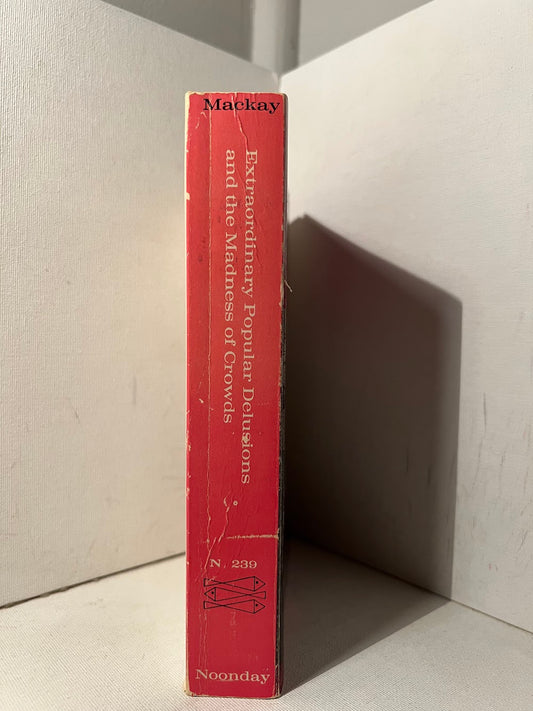 Mackay
Extraordinary Popular Delusions
and the Madness of Crowds
N. 239
Noonday